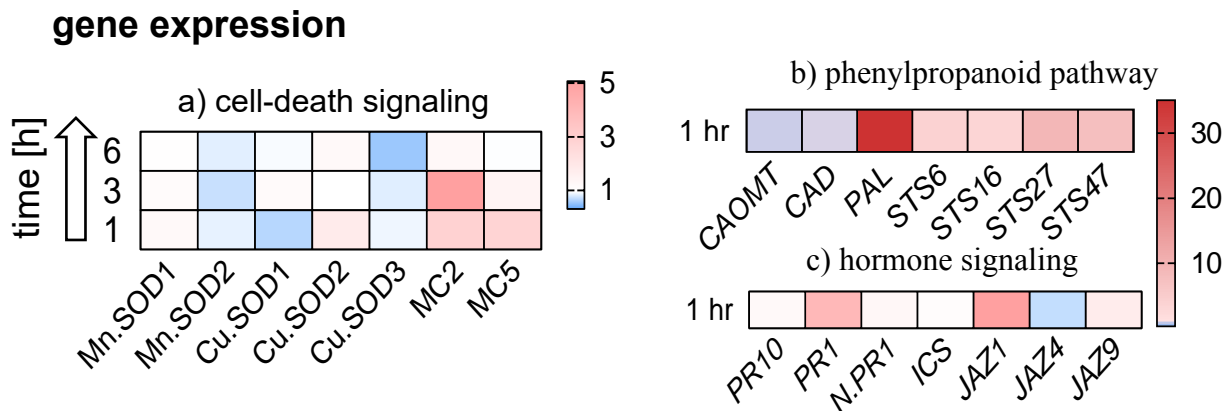 gene expression
a) cell-death signaling
time [h]
6
3
1
Mn.SOD1
Mn.SOD2
Cu.SOD1
Cu.SOD2
Cu.SOD3
MC2
MC5
5
3
1
b) phenylpropanoid pathway
1 hr
CAOMT
CAD
PAL
STS6
STS16
STS27
STS47
c) hormone signaling
1 hr
PR10
PR1
N.PR1
ICS
JAZ1
JAZ4
JAZ9
30
20
10